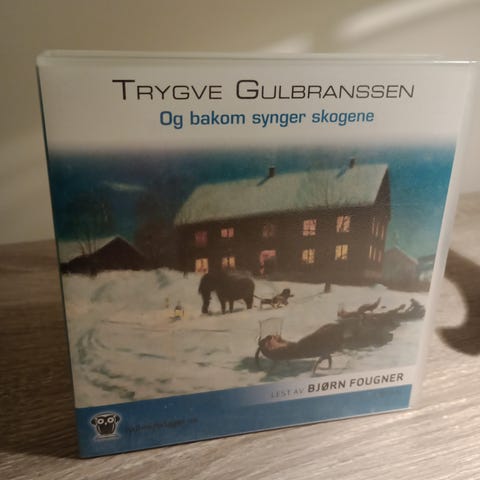 TRYGVE GULBRANSSEN
Og bakom synger skogene
LEST AV BJØRN FOUGNER